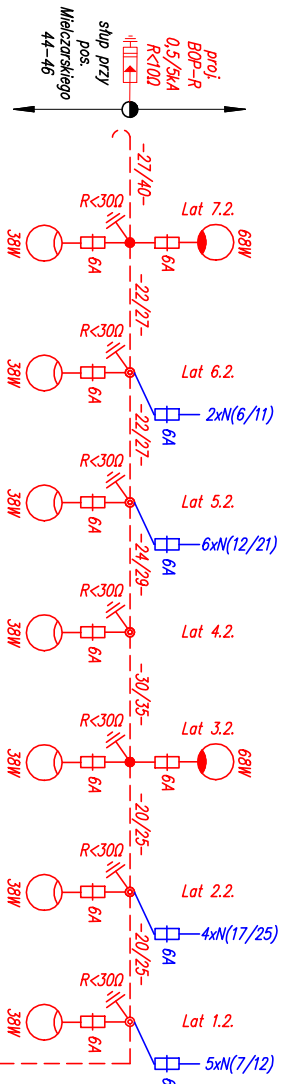 proj.
BOP-R
0,5/5kA
R<10Ω
słup przy
pos.
Mielczarskiego
44-46
-27/40-
Lat 7.2.
68W
6A
R<30Ω
6A
38W
-22/27-
Lat 6.2.
2xN(6/11)
6A
R<30Ω
6A
38W
-22/27-
Lat 5.2.
6xN(12/21)
6A
R<30Ω
6A
38W
-24/29-
Lat 4.2.
R<30Ω
6A
38W
-30/35-
Lat 3.2.
68W
6A
R<30Ω
6A
38W
-20/25-
Lat 2.2.
4xN(17/25)
6A
R<30Ω
6A
38W
-20/25-
Lat 1.2.
5xN(7/12)
R<30Ω
6A
38W